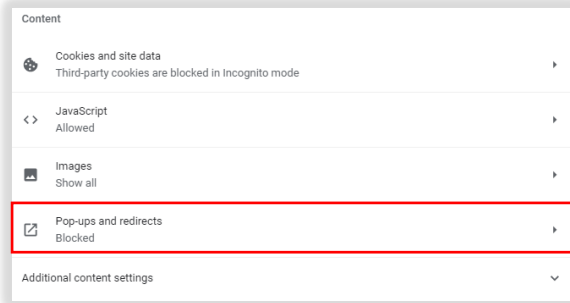 Content
Cookies and site data
Third-party cookies are blocked in Incognito mode
JavaScript
Allowed
Images
Show all
Pop-ups and redirects
Blocked
Additional content settings